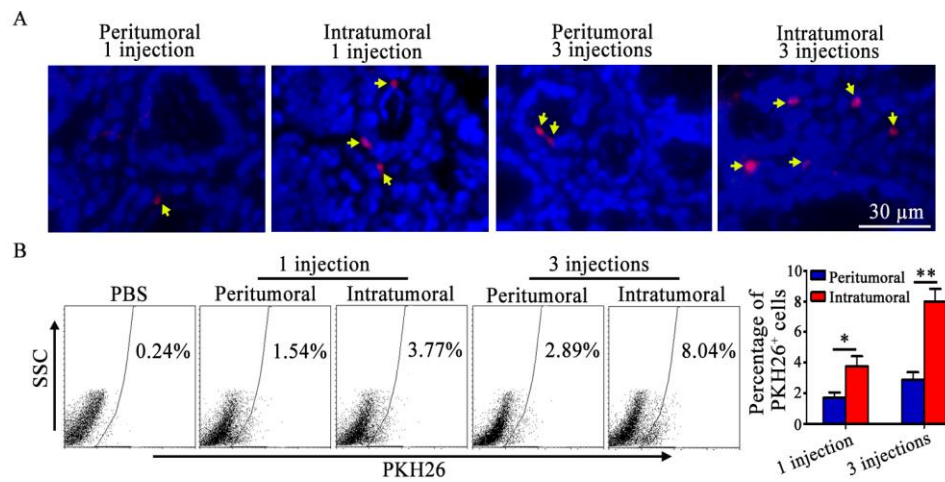 A
Peritumoral
1 injection
Intratumoral
1 injection
Peritumoral
3 injections
Intratumoral
3 injections
30 µm
B
1 injection
3 injections
PBS
Peritumoral
Intratumoral
Peritumoral
Intratumoral
0.24%
1.54%
3.77%
2.89%
8.04%
SSC
PKH26
Percentage of
PKH26⁺ cells
10
8
6
4
2
0
Peritumoral
Intratumoral
*
**
1 injection
3 injections